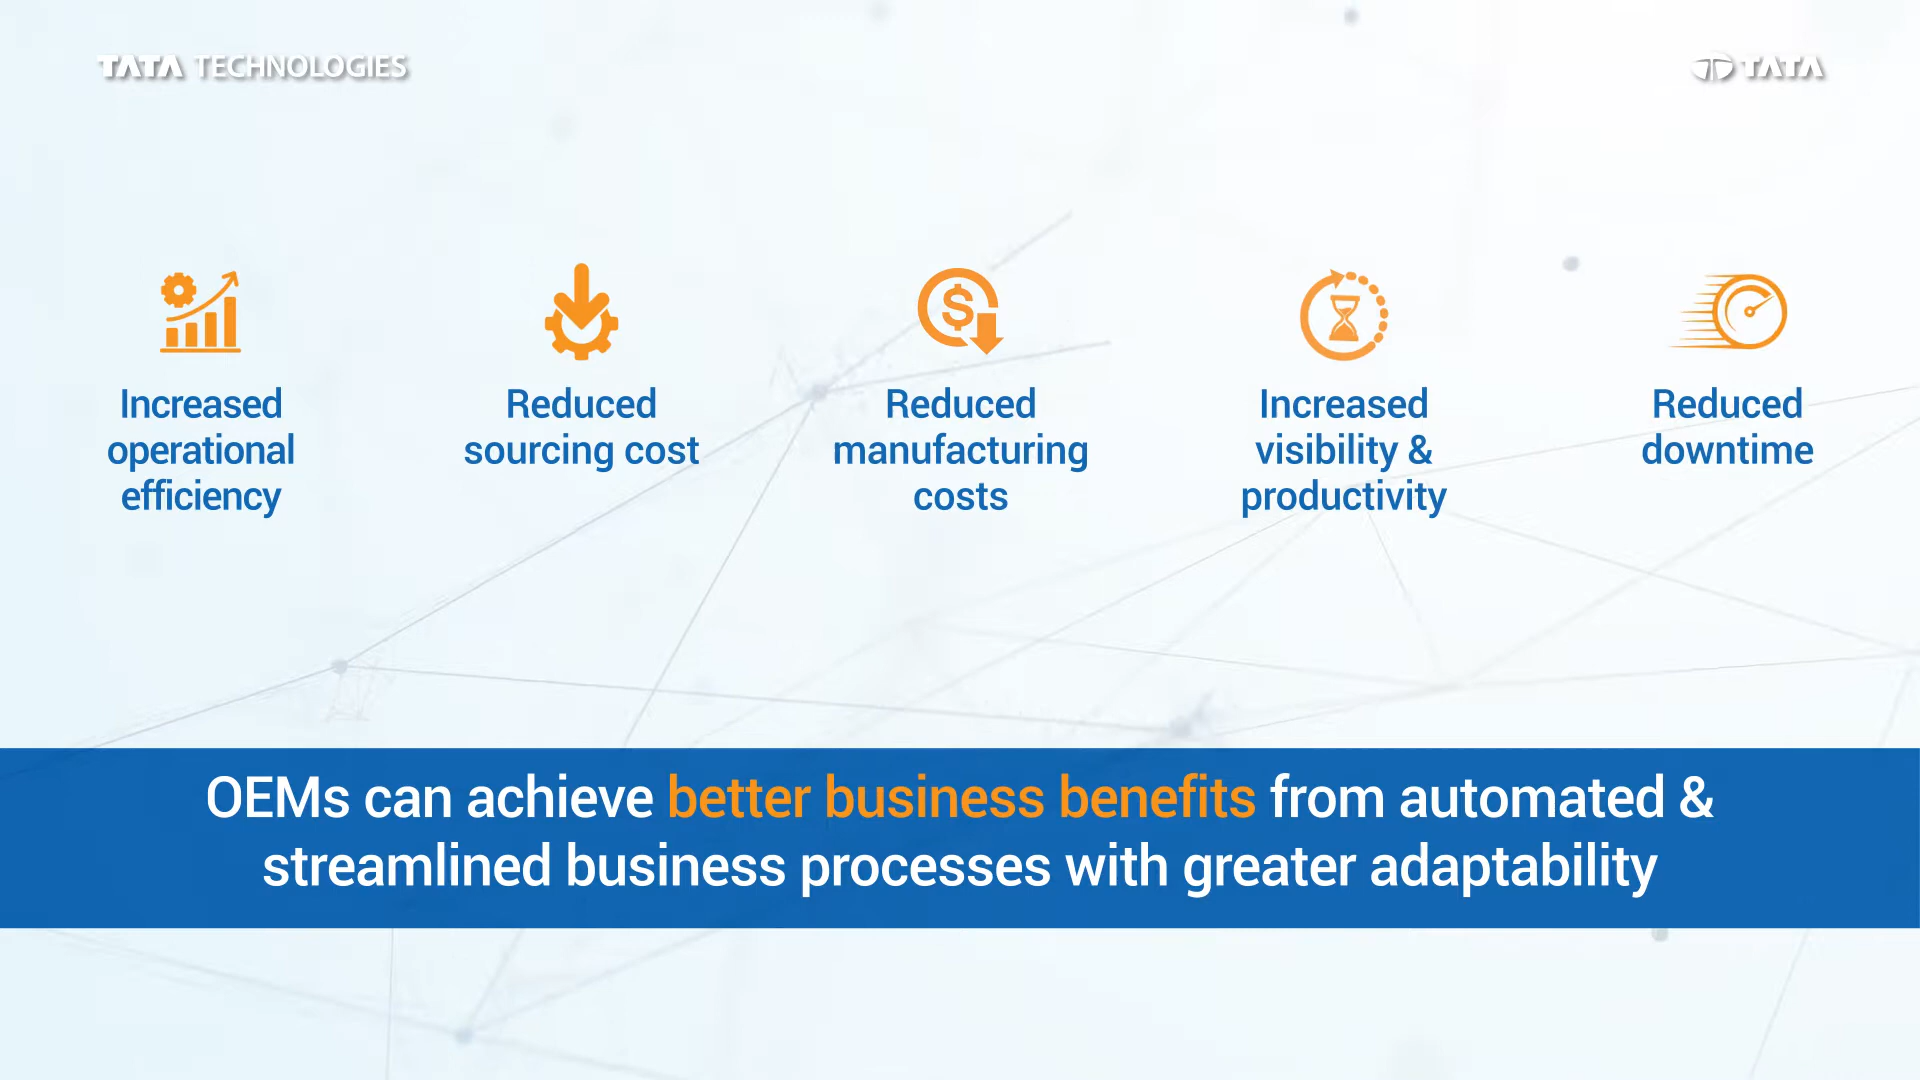 TATA TECHNOLOGIES
TATA
Increased
operational
efficiency
Reduced
sourcing cost
Reduced
manufacturing
costs
Increased
visibility &
productivity
Reduced
downtime
OEMs can achieve better business benefits from automated &
streamlined business processes with greater adaptability